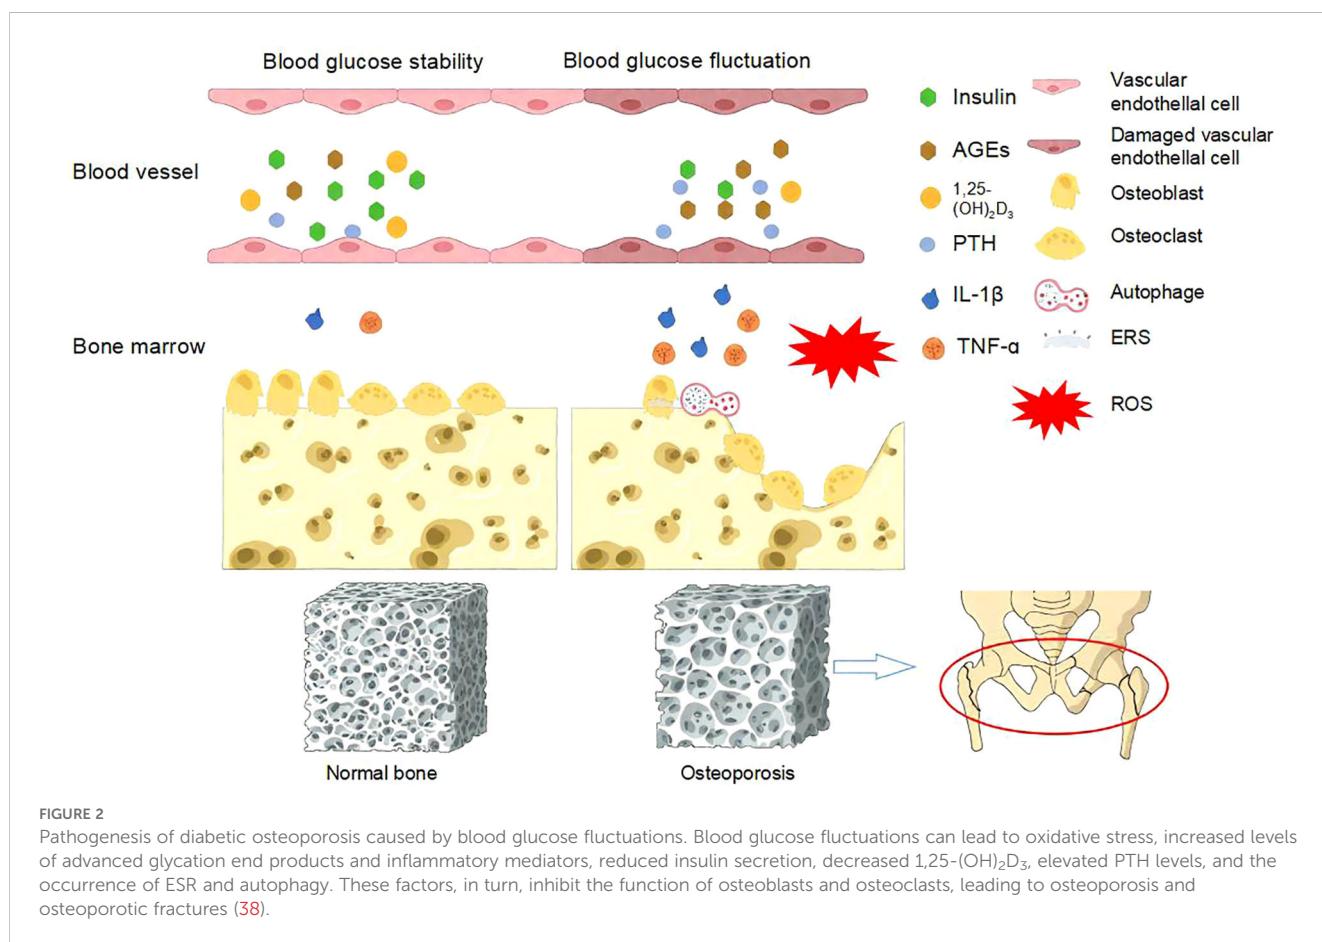 Blood glucose stability
Blood glucose fluctuation
Blood vessel
Bone marrow
Insulin
AGEs
1,25-
(OH)₂D₃
PTH
IL-1β
TNF-α
Vascular
endothellal cell
Damaged vascular
endothellal cell
Osteoblast
Osteoclast
Autophage
ERS
ROS
Normal bone
Osteoporosis
FIGURE 2
Pathogenesis of diabetic osteoporosis caused by blood glucose fluctuations. Blood glucose fluctuations can lead to oxidative stress, increased levels
of advanced glycation end products and inflammatory mediators, reduced insulin secretion, decreased 1,25-(OH)₂D₃, elevated PTH levels, and the
occurrence of ESR and autophagy. These factors, in turn, inhibit the function of osteoblasts and osteoclasts, leading to osteoporosis and
osteoporotic fractures (38).